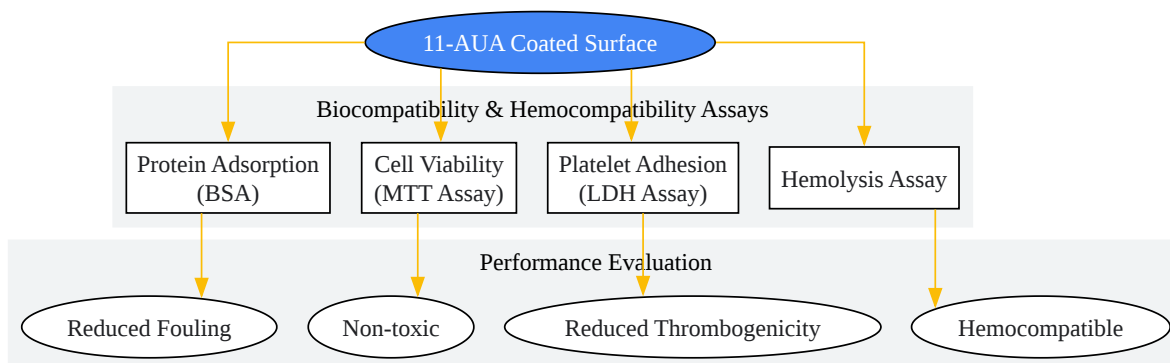 11-AUA Coated Surface
Biocompatibility & Hemocompatibility Assays
Protein Adsorption
(BSA)
Cell Viability
(MTT Assay)
Platelet Adhesion
(LDH Assay)
Hemolysis Assay
Performance Evaluation
Reduced Fouling
Non-toxic
Reduced Thrombogenicity
Hemocompatible